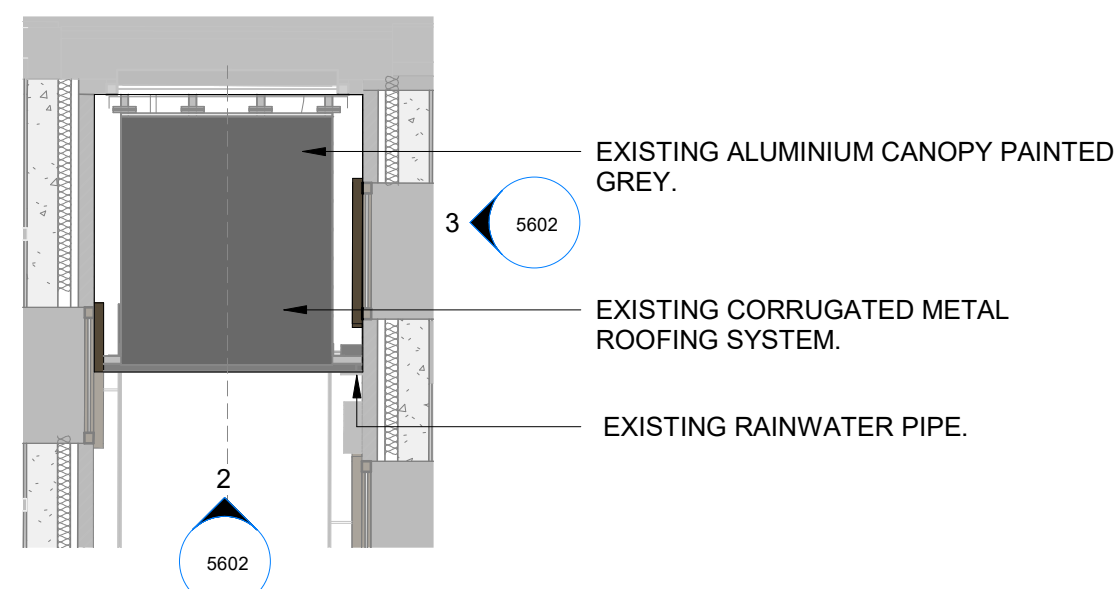 EXISTING ALUMINIUM CANOPY PAINTED
GREY.
3
5602
EXISTING CORRUGATED METAL
ROOFING SYSTEM.
EXISTING RAINWATER PIPE.
2
5602